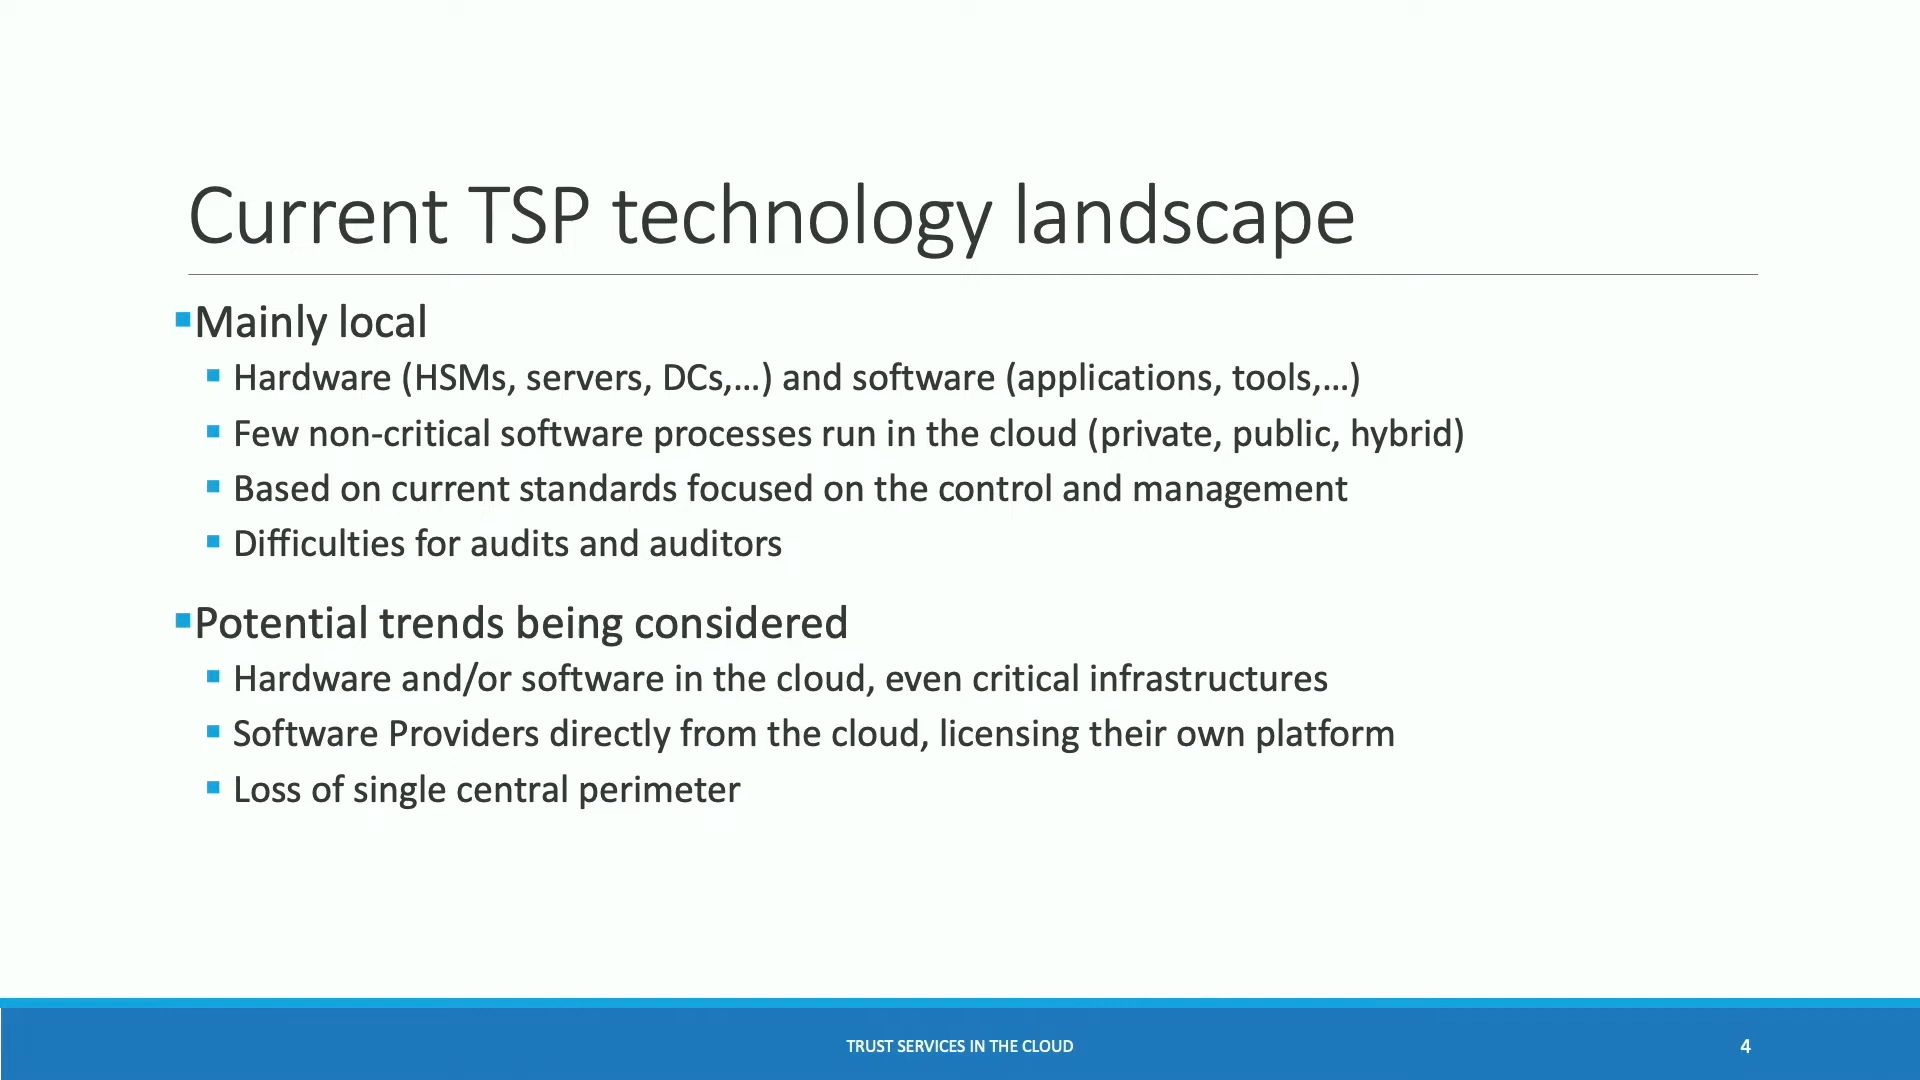 Current TSP technology landscape
Mainly local
Hardware (HSMs, servers, DCs,...) and software (applications, tools,...)
Few non-critical software processes run in the cloud (private, public, hybrid)
Based on current standards focused on the control and management
Difficulties for audits and auditors
Potential trends being considered
Hardware and/or software in the cloud, even critical infrastructures
Software Providers directly from the cloud, licensing their own platform
Loss of single central perimeter
TRUST SERVICES IN THE CLOUD
4